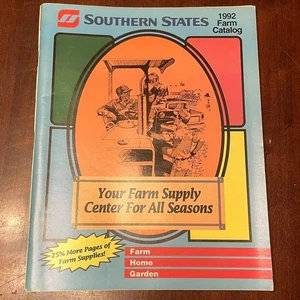 SOUTHERN STATES
1992
Farm
Catalog
Your Farm Supply
Center For All Seasons
25% More Pages of
Farm Supplies!
Farm
Home
Garden